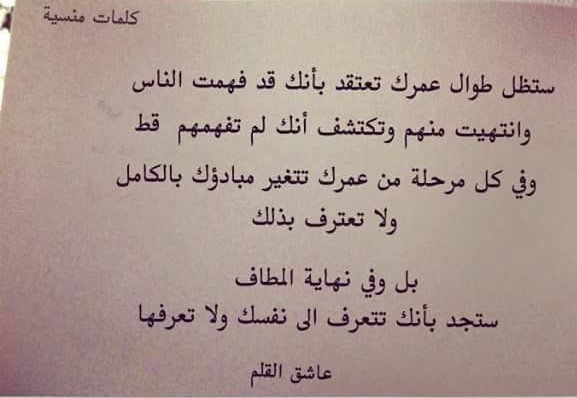 كلمات منسية
ستظل طوال عمرك تعتقد بأنك قد فهمت الناس
وانتهيت منهم وتكتشف أنك لم تفهمهم قط
وفي كل مرحلة من عمرك تتغير مبادؤك بالكامل
ولا تعترف بذلك
بل وفي نهاية المطاف
ستجد بأنك تتعرف الى نفسك ولا تعرفها
عاشق القلم